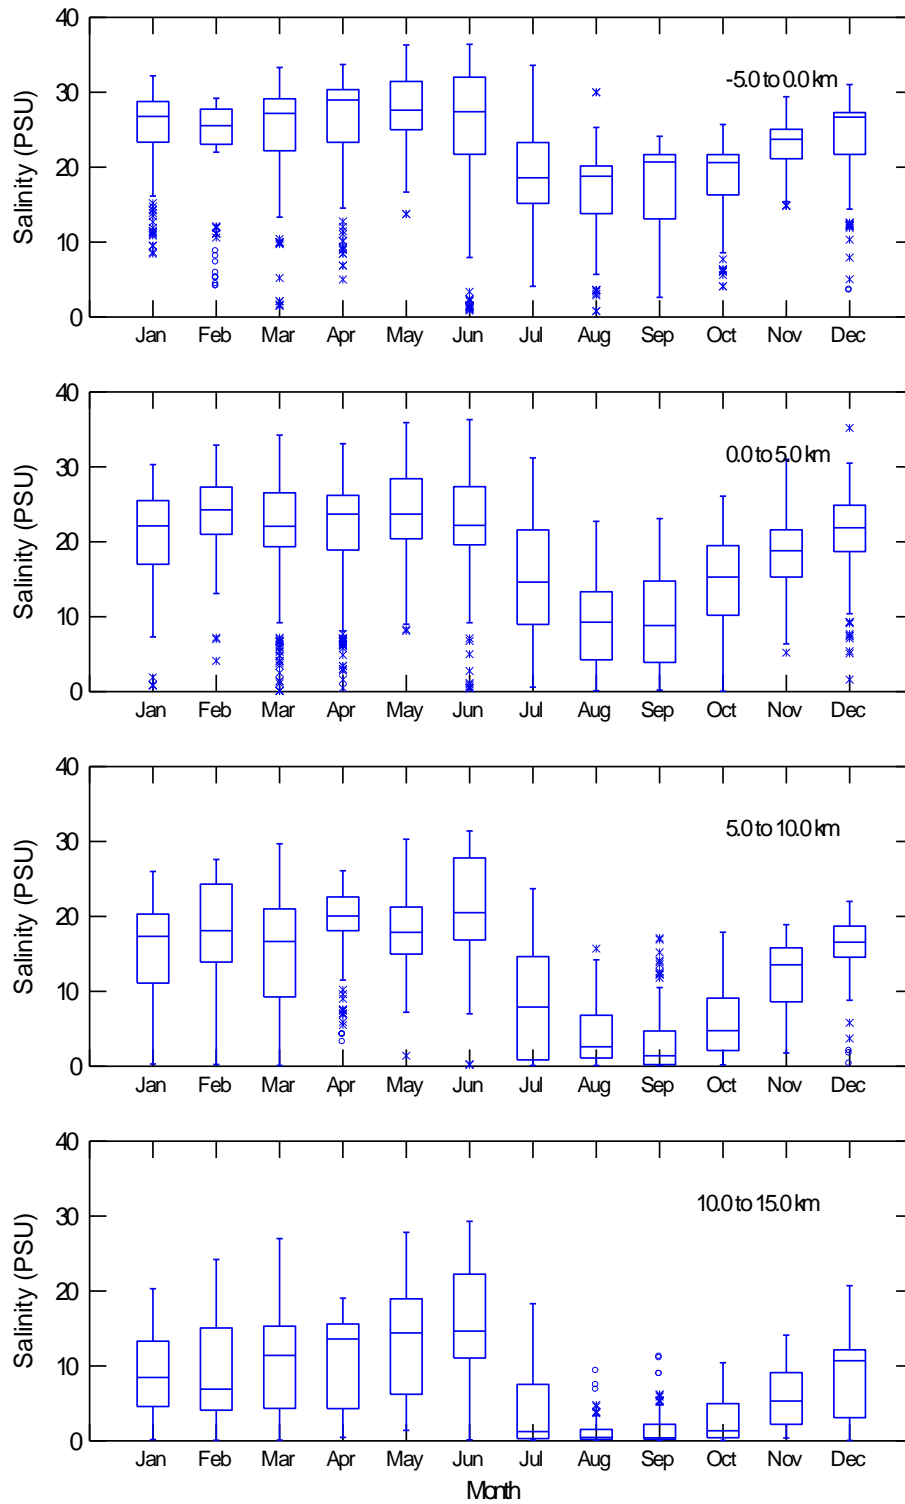 40
30
20
10
0
Salinity (PSU)
-5.0 to 0.0 km
Jan Feb Mar Apr May Jun Jul Aug Sep Oct Nov Dec
40
30
20
10
0
Salinity (PSU)
0.0 to 5.0 km
Jan Feb Mar Apr May Jun Jul Aug Sep Oct Nov Dec
40
30
20
10
0
Salinity (PSU)
5.0 to 10.0 km
Jan Feb Mar Apr May Jun Jul Aug Sep Oct Nov Dec
40
30
20
10
0
Salinity (PSU)
10.0 to 15.0 km
Jan Feb Mar Apr May Jun Jul Aug Sep Oct Nov Dec
Month